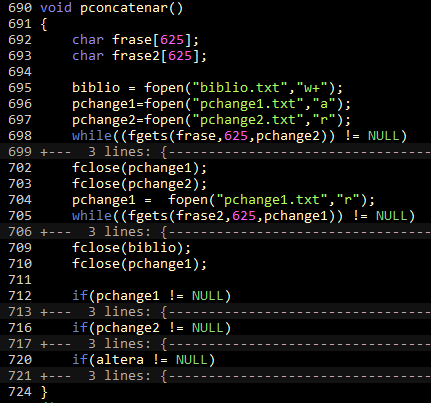 690 void pconcatenar()
691 {
692     char frase[625];
693     char frase2[625];
694
695     biblio = fopen("biblio.txt","w+");
696     pchange1=fopen("pchange1.txt","a");
697     pchange2=fopen("pchange2.txt","r");
698     while((fgets(frase,625,pchange2)) != NULL)
699 +---  3 lines: {--------------------------------
702     fclose(pchange1);
703     fclose(pchange2);
704     pchange1 =  fopen("pchange1.txt","r");
705     while((fgets(frase2,625,pchange1)) != NULL)
706 +---  3 lines: {--------------------------------
709     fclose(biblio);
710     fclose(pchange1);
711
712     if(pchange1 != NULL)
713 +---  3 lines: {--------------------------------
716     if(pchange2 != NULL)
717 +---  3 lines: {--------------------------------
720     if(altera != NULL)
721 +---  3 lines: {--------------------------------
724 }